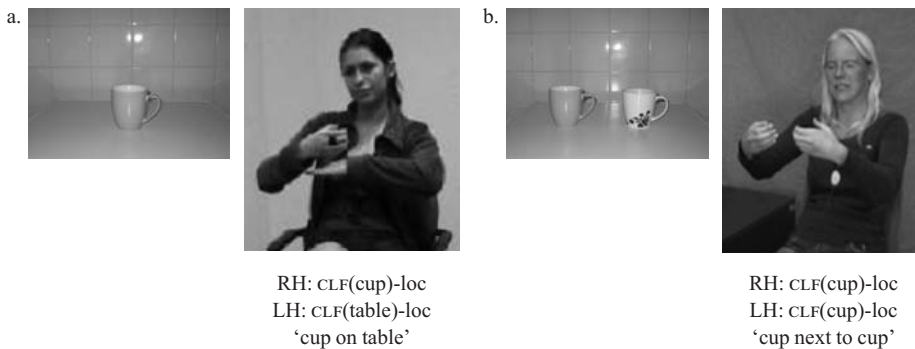 a.
b.
RH: CLF(cup)-loc
LH: CLF(table)-loc
‘cup on table’
RH: CLF(cup)-loc
LH: CLF(cup)-loc
‘cup next to cup’